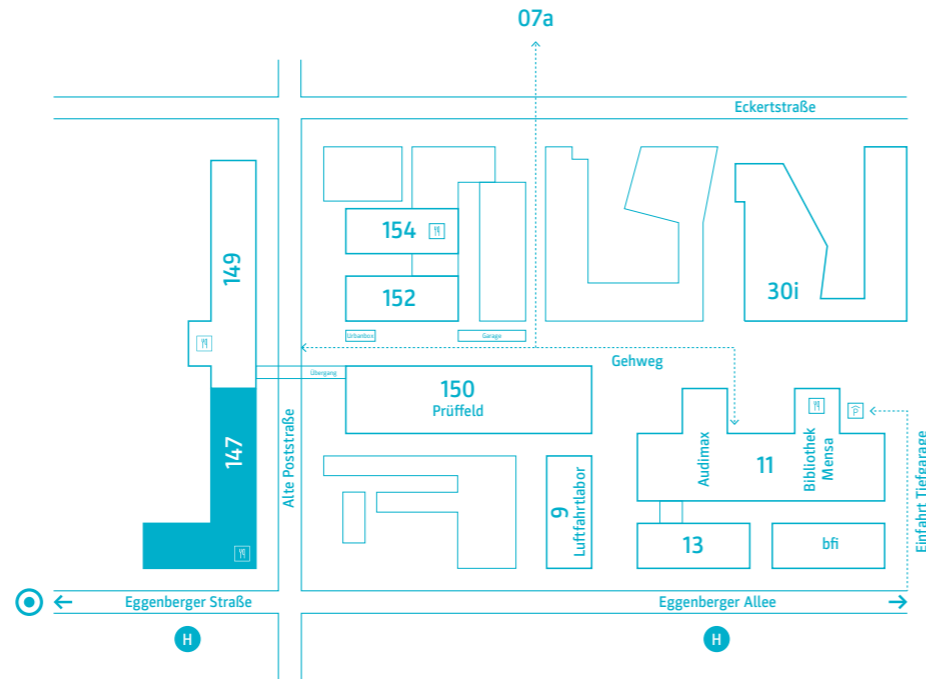 07a
Eckertstraße
154
149
152
30i
Urbanbox
Garage
Gehweg
Übergang
150
Prüffeld
147
Alte Poststraße
Audimax
11
Bibliothek
Mensa
Einfahrt Tiefgarage
P
9
Luftfahrtlabor
13
bfi
Eggenberger Straße
Eggenberger Allee
H
H